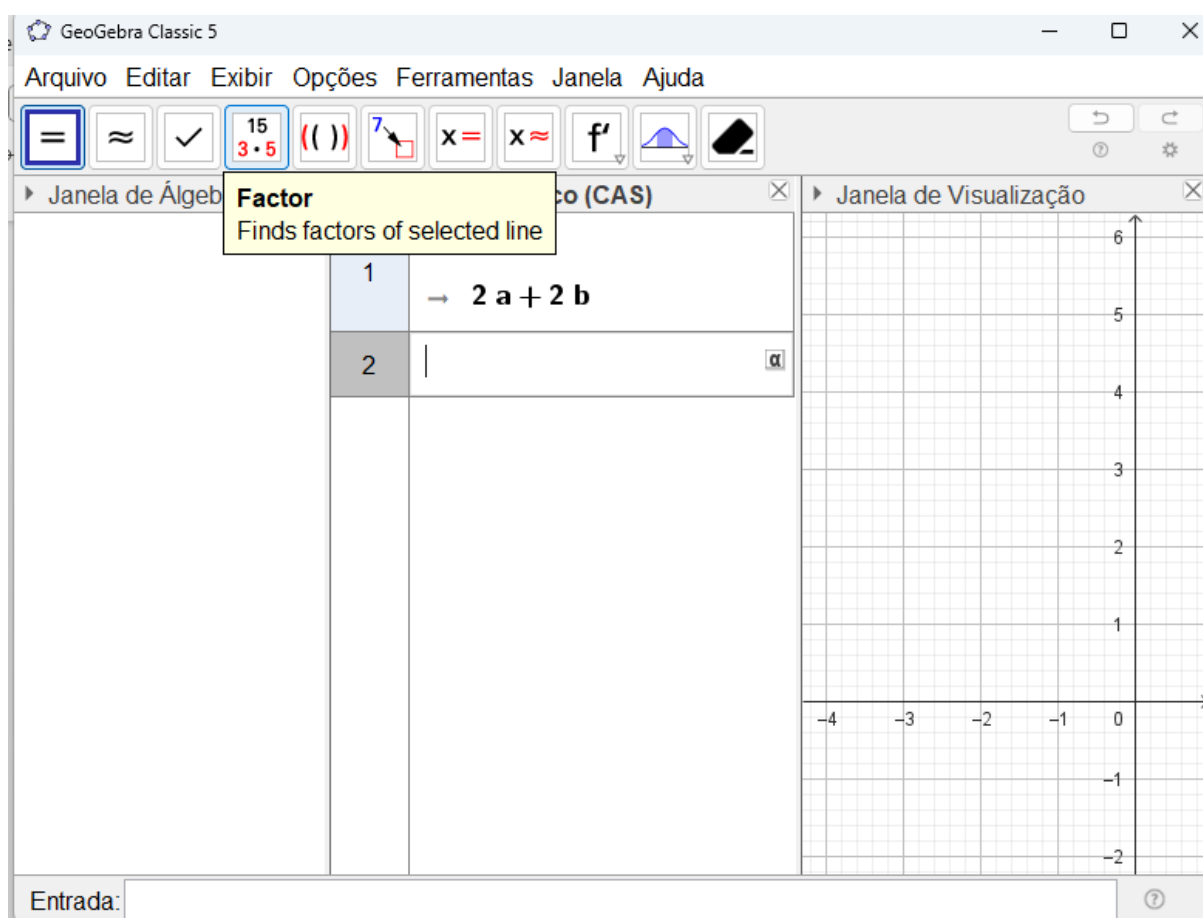 GeoGebra Classic 5
Arquivo Editar Exibir Opções Ferramentas Janela Ajuda
= ≈ ✓ 15 3·5 (( )) 7 x= x≈ f′
Janela de Álgeb
co (CAS)
Janela de Visualização
Factor
Finds factors of selected line
1
→ 2 a + 2 b
2
α
6
5
4
3
2
1
−4 −3 −2 −1 0
−1
−2
Entrada: